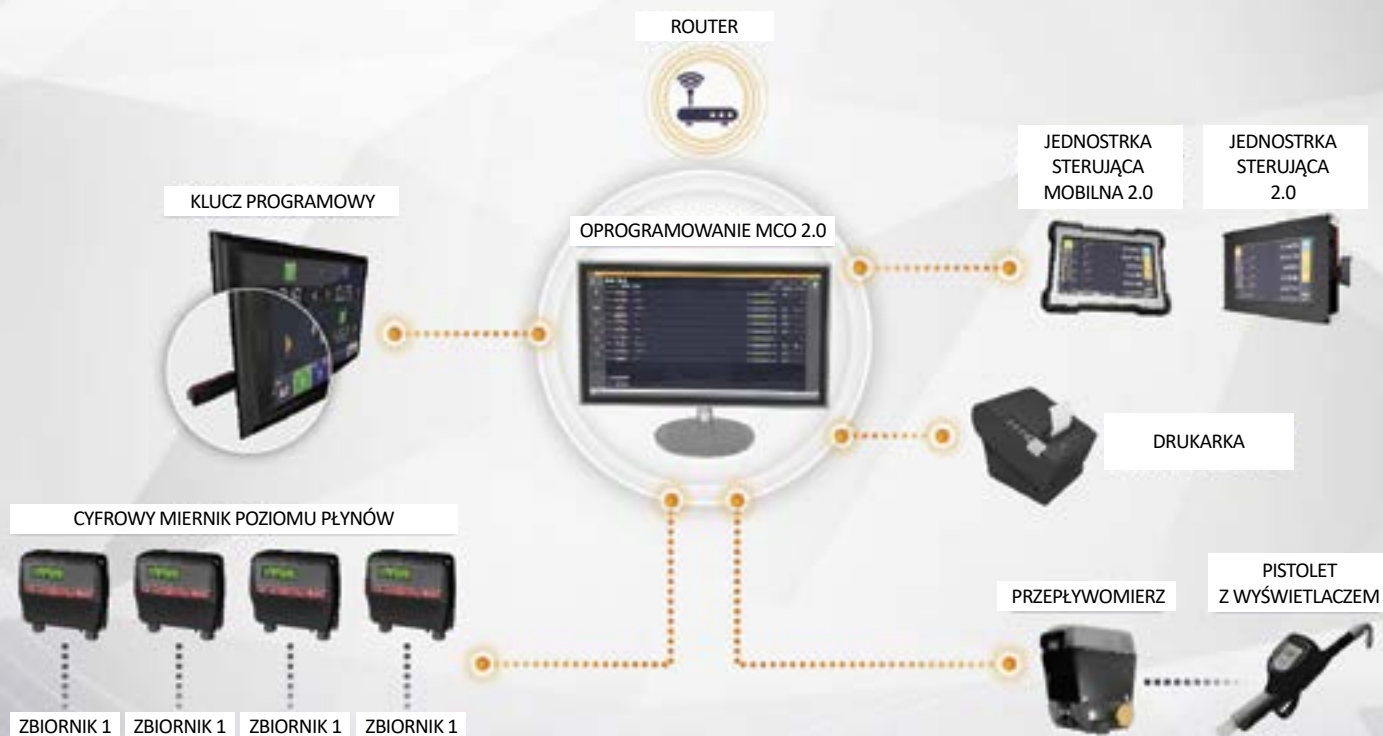 ROUTER
JEDNOSTRKA
STERUJĄCA
MOBILNA 2.0
JEDNOSTRKA
STERUJĄCA
2.0
KLUCZ PROGRAMOWY
OPROGRAMOWANIE MCO 2.0
DRUKARKA
CYFROWY MIERNIK POZIOMU PŁYNÓW
PRZEPŁYWOMIERZ
PISTOLET
Z WYŚWIETLACZEM
ZBIORNIK 1
ZBIORNIK 1
ZBIORNIK 1
ZBIORNIK 1